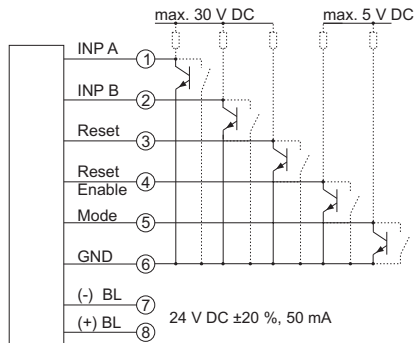 max. 30 V DC
max. 5 V DC
INP A 1
INP B 2
Reset 3
Reset
Enable 4
Mode 5
GND 6
(-) BL 7
(+) BL 8
24 V DC ±20 %, 50 mA